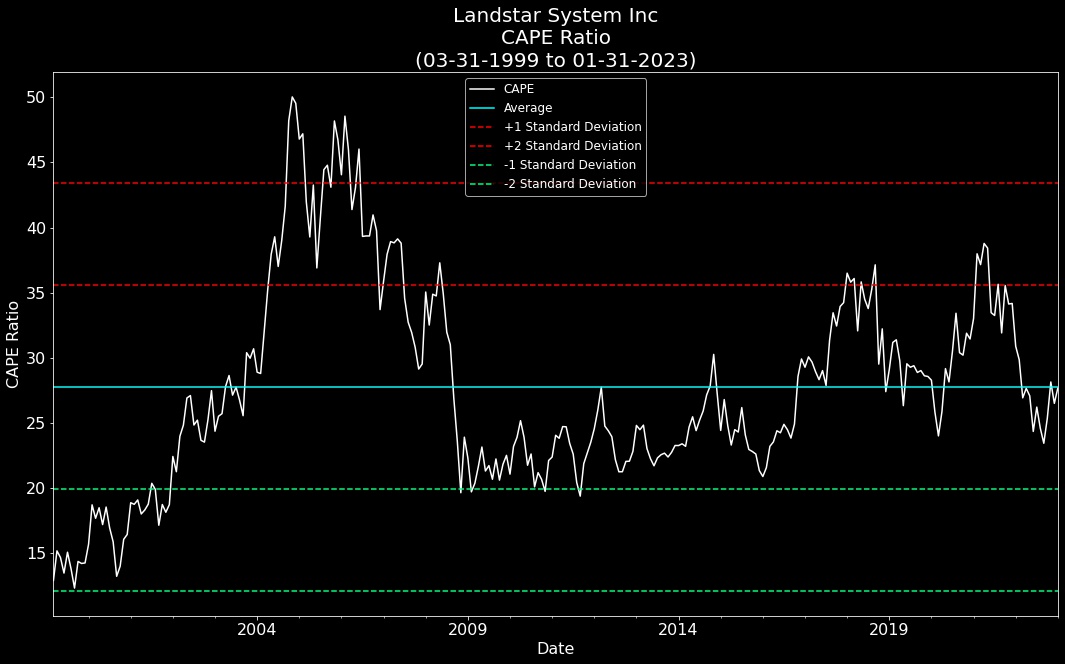 Landstar System Inc
CAPE Ratio
(03-31-1999 to 01-31-2023)
CAPE
Average
+1 Standard Deviation
+2 Standard Deviation
-1 Standard Deviation
-2 Standard Deviation
CAPE Ratio
50
45
40
35
30
25
20
15
2004
2009
2014
2019
Date